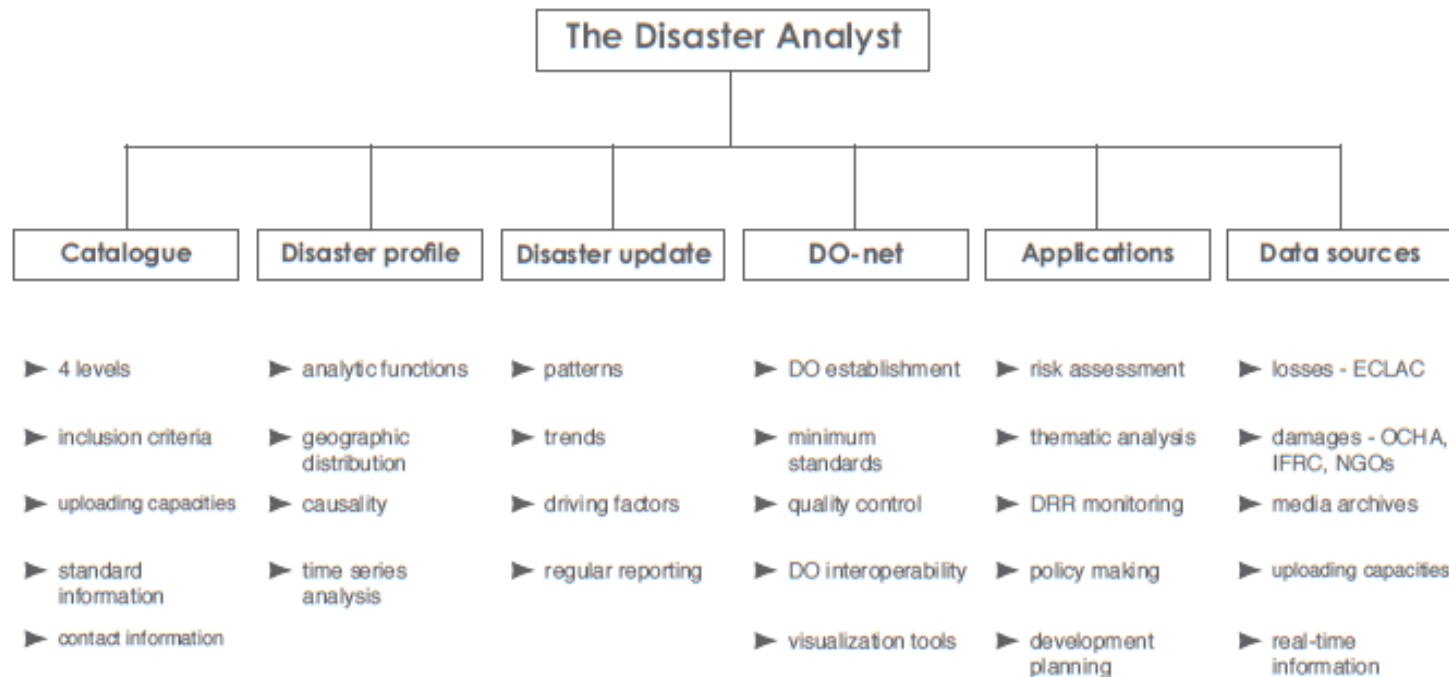 The Disaster Analyst
Catalogue
Disaster profile
Disaster update
DO-net
Applications
Data sources
4 levels
inclusion criteria
uploading capacities
standard
information
contact information
analytic functions
geographic
distribution
causality
time series
analysis
patterns
trends
driving factors
regular reporting
DO establishment
minimum
standards
quality control
DO interoperability
visualization tools
risk assessment
thematic analysis
DRR monitoring
policy making
development
planning
losses - ECLAC
damages - OCHA,
IFRC, NGOs
media archives
uploading capacities
real-time
information